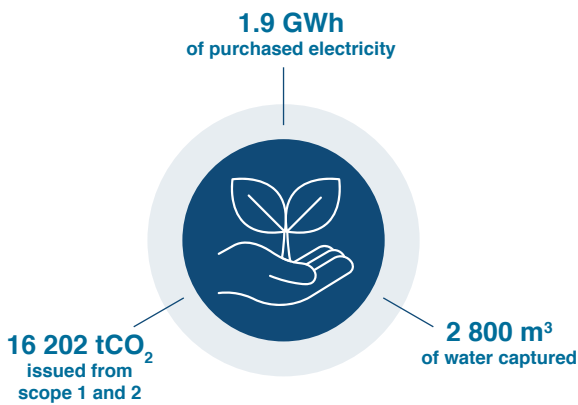 1.9 GWh
of purchased electricity
16 202 tCO₂
issued from
scope 1 and 2
2 800 m³
of water captured